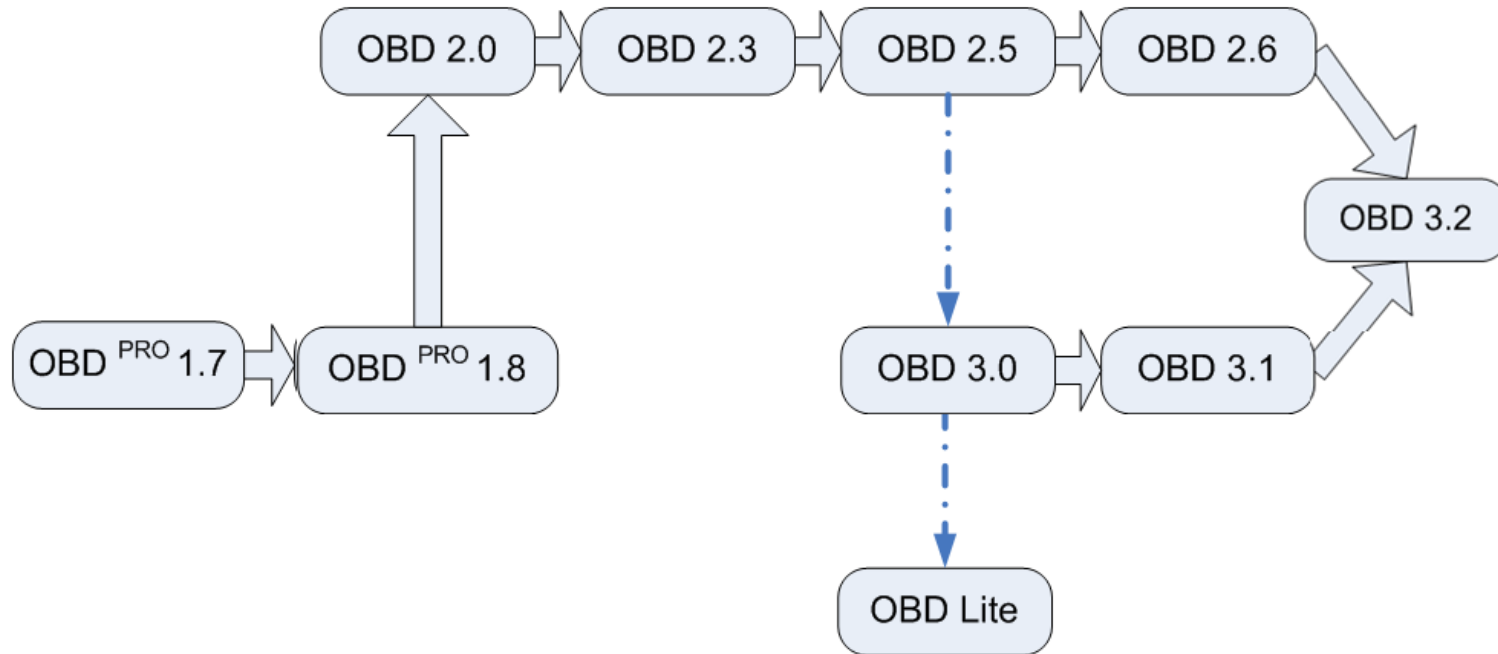 OBD 2.0
OBD 2.3
OBD 2.5
OBD 2.6
OBD 3.2
OBD PRO 1.7
OBD PRO 1.8
OBD 3.0
OBD 3.1
OBD Lite